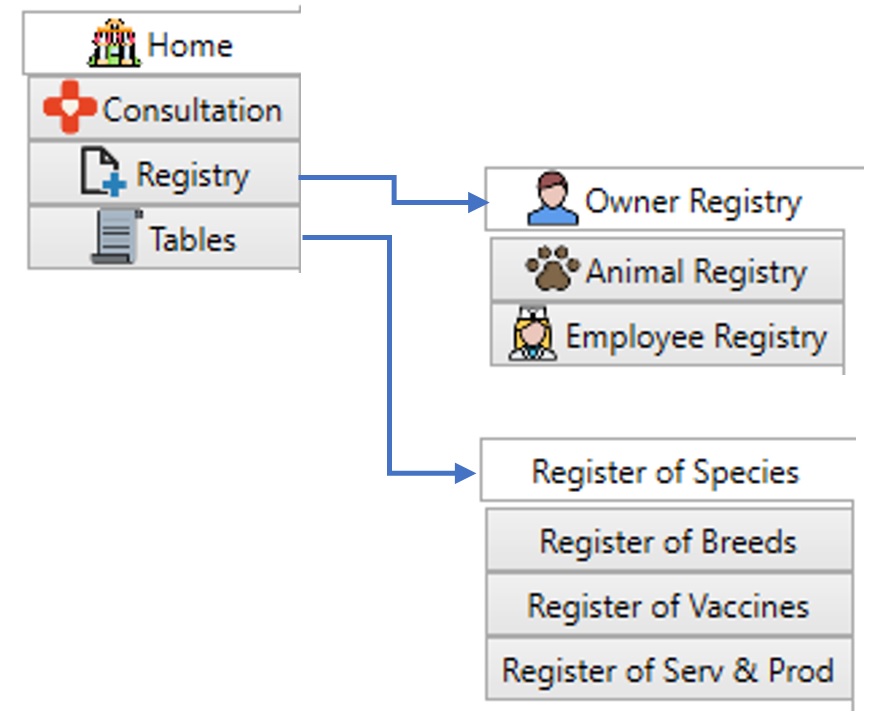 Home
Consultation
Registry
Tables
Owner Registry
Animal Registry
Employee Registry
Register of Species
Register of Breeds
Register of Vaccines
Register of Serv & Prod